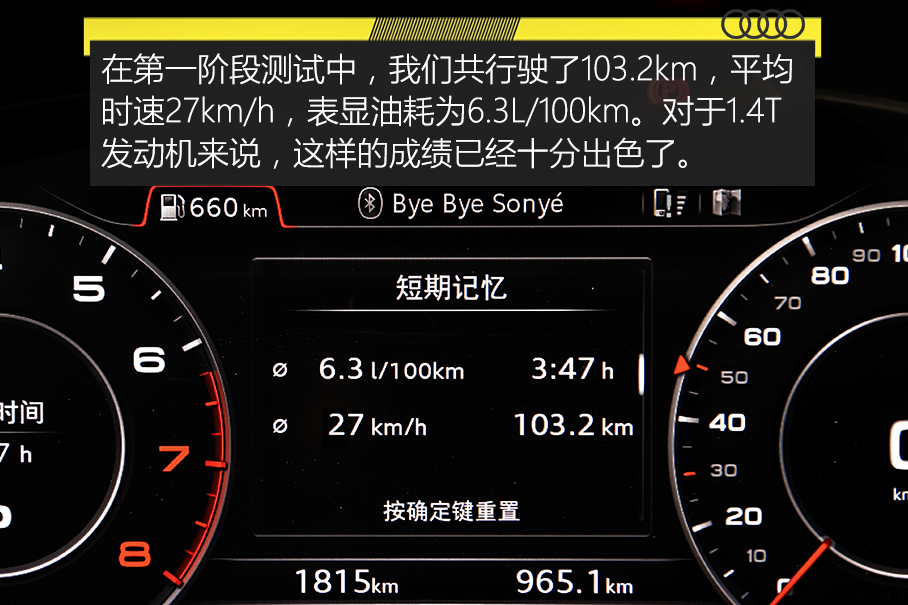 在第一阶段测试中，我们共行驶了103.2km，平均
时速27km/h，表显油耗为6.3L/100km。对于1.4T
发动机来说，这样的成绩已经十分出色了。
660 km
Bye Bye Sonyé
短期记忆
6.3 l/100km 3:47 h
27 km/h 103.2 km
按确定键重置
1815km 965.1km
5
6
7
8
时间
7 h
90
80
70
60
50
40
30
20
10
0